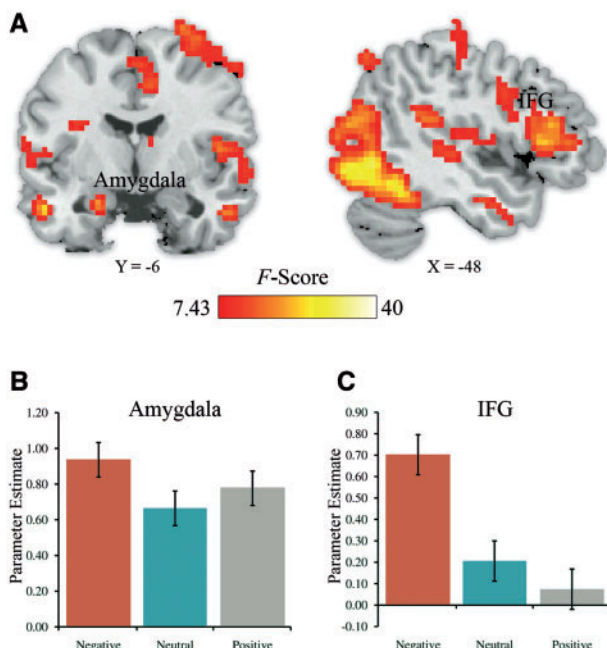 A
IFG
Amygdala
Y = -6
X = -48
F-Score
7.43
40
B
Amygdala
Parameter Estimate
1.20
1.00
0.80
0.60
0.40
0.20
0.00
Negative Neutral Positive
C
IFG
Parameter Estimate
0.90
0.80
0.70
0.60
0.50
0.40
0.30
0.20
0.10
0.00
-0.10
Negative Neutral Positive